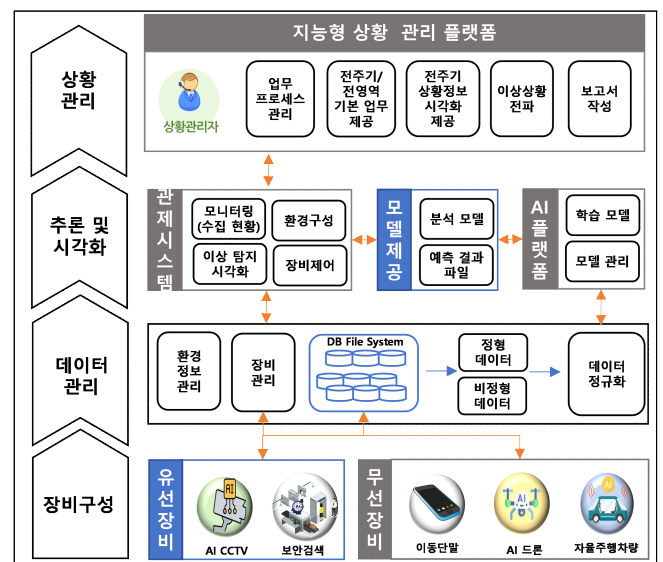 지능형 상황 관리 플랫폼
상황
관리
상황관리자
업무
프로세스
관리
전주기/
전영역
기본 업무
제공
전주기
상황정보
시각화
제공
이상상황
전파
보고서
작성
추론 및
시각화
관제시스템
모니터링
(수집 현황)
환경구성
이상 탐지
시각화
장비제어
모델제공
분석 모델
예측 결과
파일
AI플랫폼
학습 모델
모델 관리
데이터
관리
환경
정보
관리
장비
관리
DB File System
정형
데이터
비정형
데이터
데이터
정규화
장비구성
유선장비
AI
AI CCTV
보안검색
무선장비
이동단말
AI
AI 드론
AI
자율주행차량